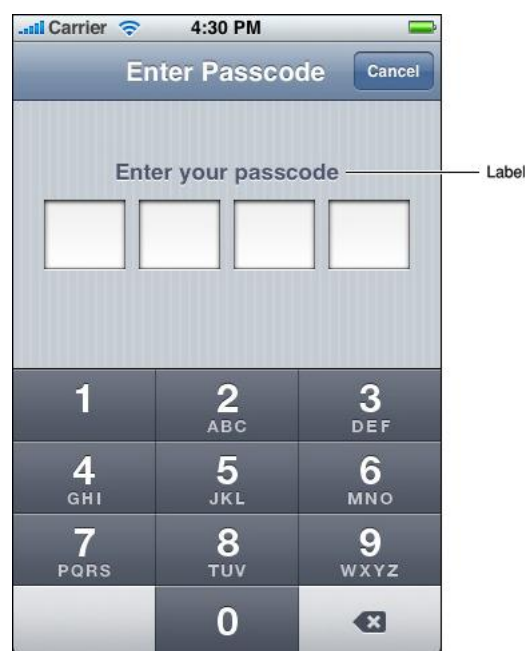 Carrier 4:30 PM
Enter Passcode Cancel
Enter your passcode Label
1 2 3
ABC DEF
4 5 6
GHI JKL MNO
7 8 9
PQRS TUV WXYZ
0